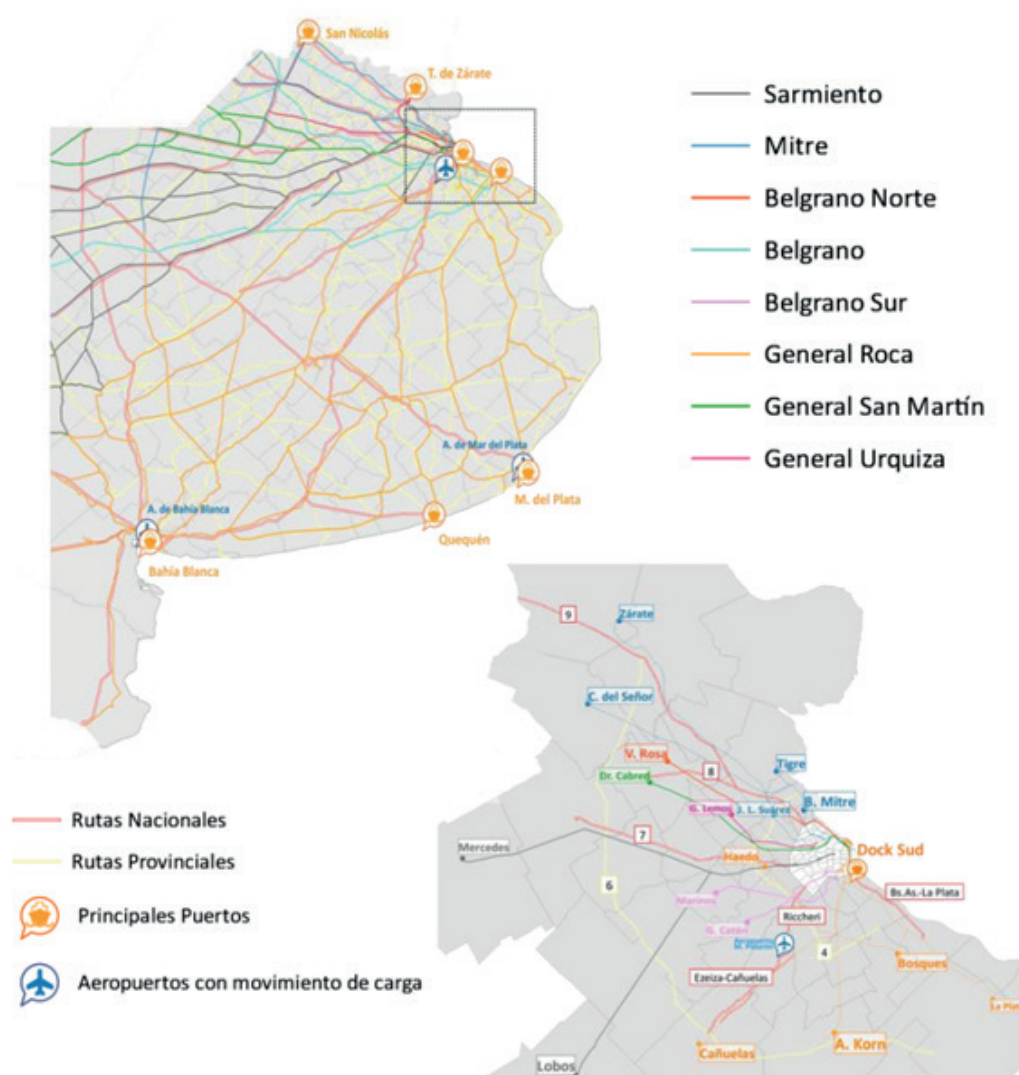 San Nicolás
T. de Zárate
A. de Mar del Plata
M. del Plata
A. de Bahía Blanca
Quequén
Bahía Blanca
Sarmiento
Mitre
Belgrano Norte
Belgrano
Belgrano Sur
General Roca
General San Martín
General Urquiza
Rutas Nacionales
Rutas Provinciales
Principales Puertos
Aeropuertos con movimiento de carga
9
Zárate
C. del Señor
V. Rosa
8
Tigre
Dr. Cabred
G. Lemos
J. L. Suárez
B. Mitre
7
Mercedes
Haedo
Dock Sud
6
Marinos
Bs.As.-La Plata
Riccheri
G. Catán
4
Bosques
Ezeiza-Cañuelas
La Plat
Cañuelas
A. Korn
Lobos